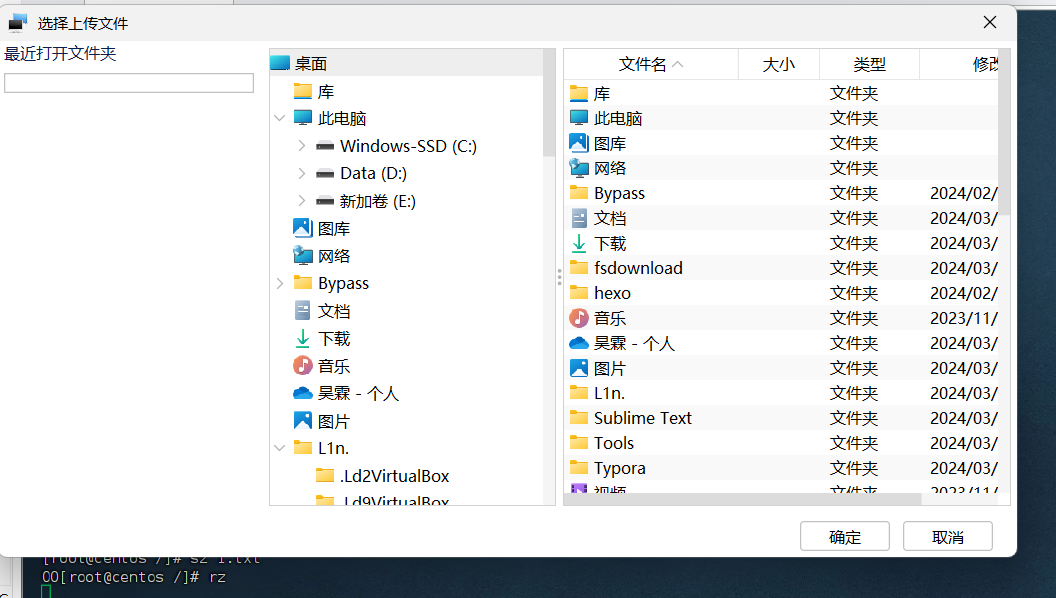 选择上传文件
最近打开文件夹
桌面
库
此电脑
Windows-SSD (C:)
Data (D:)
新加卷 (E:)
图库
网络
Bypass
文档
下载
音乐
昊霖 - 个人
图片
L1n.
.Ld2VirtualBox
.Ld9VirtualBox
文件名 大小 类型 修改
库 文件夹
此电脑 文件夹
图库 文件夹
网络 文件夹
Bypass 文件夹 2024/02/
文档 文件夹 2024/03/
下载 文件夹 2024/03/
fsdownload 文件夹 2024/03/
hexo 文件夹 2024/02/
音乐 文件夹 2023/11/
昊霖 - 个人 文件夹 2024/03/
图片 文件夹 2024/03/
L1n. 文件夹 2024/03/
Sublime Text 文件夹 2024/03/
Tools 文件夹 2024/03/
Typora 文件夹 2024/03/
视频 文件夹 2023/11/
确定 取消
[root@centos /]# sz 1.txt
OO[root@centos /]# rz